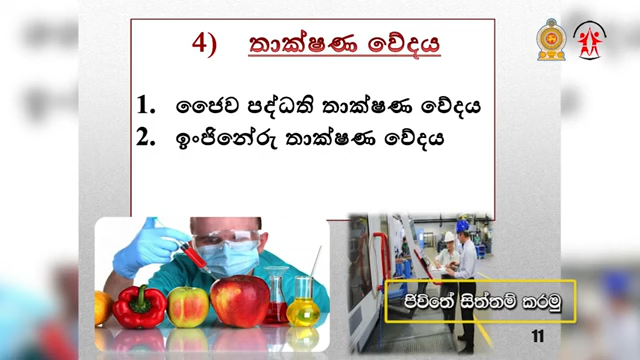 4) තාක්ෂණ වේදය
1. ජෛව පද්ධති තාක්ෂණ වේදය
2. ඉංජිනේරු තාක්ෂණ වේදය
ජිවිතේ සිත්තම් කරමු
11